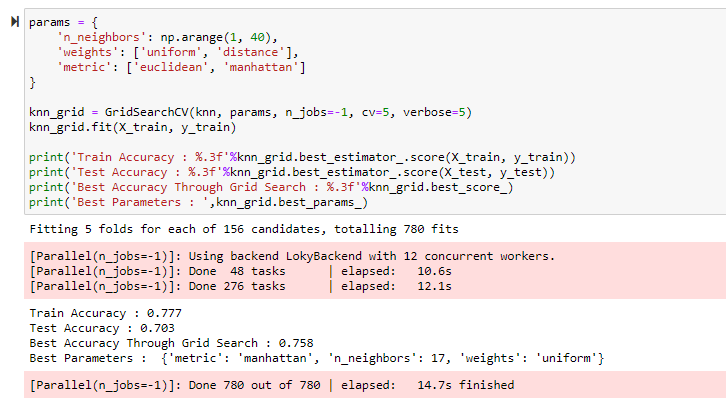 params = {
    'n_neighbors': np.arange(1, 40),
    'weights': ['uniform', 'distance'],
    'metric': ['euclidean', 'manhattan']
}
knn_grid = GridSearchCV(knn, params, n_jobs=-1, cv=5, verbose=5)
knn_grid.fit(X_train, y_train)
print('Train Accuracy : %.3f'%knn_grid.best_estimator_.score(X_train, y_train))
print('Test Accuracy : %.3f'%knn_grid.best_estimator_.score(X_test, y_test))
print('Best Accuracy Through Grid Search : %.3f'%knn_grid.best_score_)
print('Best Parameters : ',knn_grid.best_params_)
Fitting 5 folds for each of 156 candidates, totalling 780 fits
[Parallel(n_jobs=-1)]: Using backend LokyBackend with 12 concurrent workers.
[Parallel(n_jobs=-1)]: Done  48 tasks      | elapsed:   10.6s
[Parallel(n_jobs=-1)]: Done 276 tasks      | elapsed:   12.1s
Train Accuracy : 0.777
Test Accuracy : 0.703
Best Accuracy Through Grid Search : 0.758
Best Parameters :  {'metric': 'manhattan', 'n_neighbors': 17, 'weights': 'uniform'}
[Parallel(n_jobs=-1)]: Done 780 out of 780 | elapsed:   14.7s finished